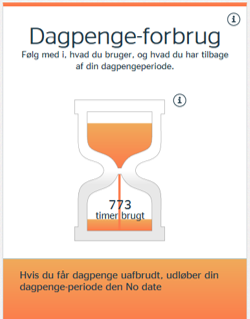 Dagpenge-forbrug
Følg med i, hvad du bruger, og hvad du har tilbage
af din dagpengeperiode.
773
timer brugt
Hvis du får dagpenge uafbrudt, udløber din
dagpenge-periode den No date